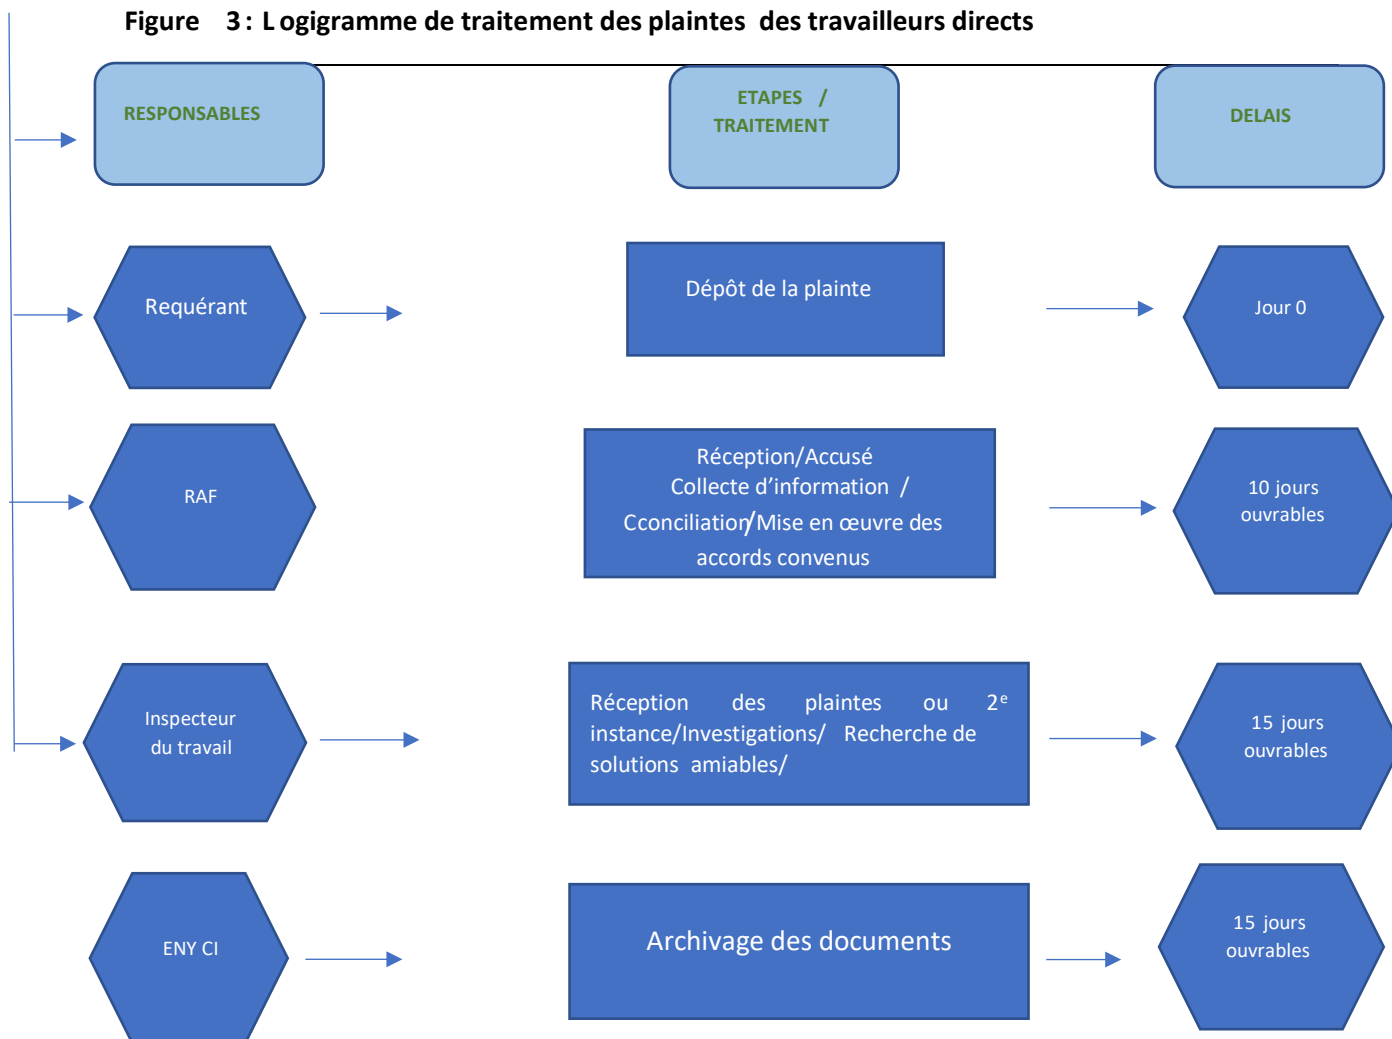 Figure 3 : L ogigramme de traitement des plaintes des travailleurs directs
RESPONSABLES
ETAPES /
TRAITEMENT
DELAIS
Requérant
Dépôt de la plainte
Jour 0
RAF
Réception/Accusé
Collecte d’information /
Cconciliation/Mise en œuvre des
accords convenus
10 jours
ouvrables
Inspecteur
du travail
Réception des plaintes ou 2e
instance/Investigations/ Recherche de
solutions amiables/
15 jours
ouvrables
ENY CI
Archivage des documents
15 jours
ouvrables